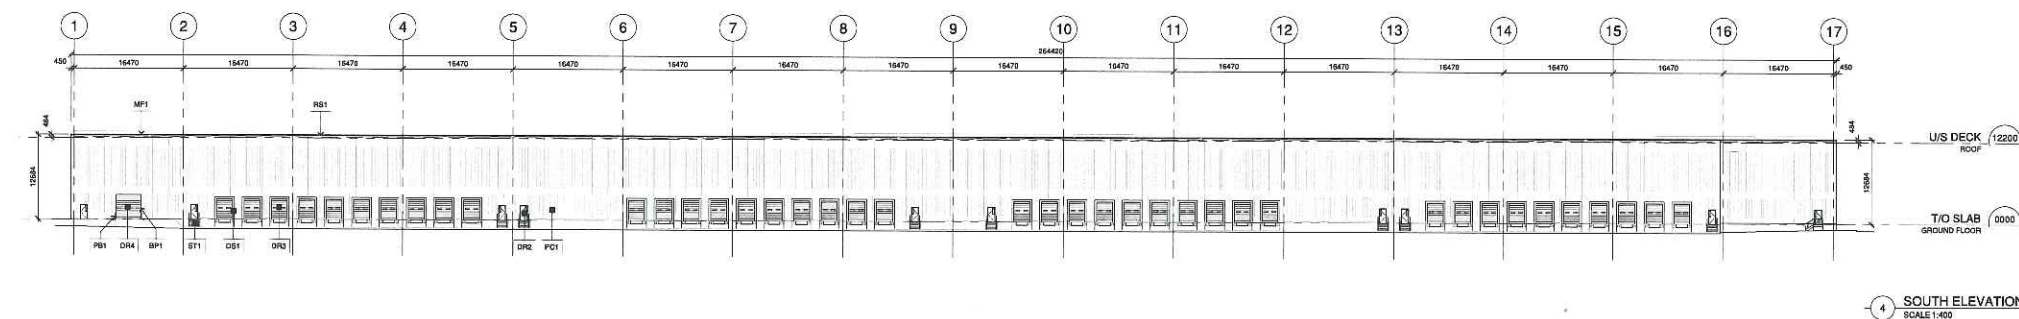 1 2 3 4 5 6 7 8 9 10 11 12 13 14 15 16 17
264420
450 16470 16470 16470 16470 16470 16470 16470 16470 16470 16470 16470 16470 16470 16470 16470 16470 450
MF1 RS1
484 484
U/S DECK 12200
ROOF
12684 12684
T/O SLAB 0000
GROUND FLOOR
PB1 DR4 BP1 ST1 DS1 DR3 DR2 PC1
4 SOUTH ELEVATION
SCALE 1:400